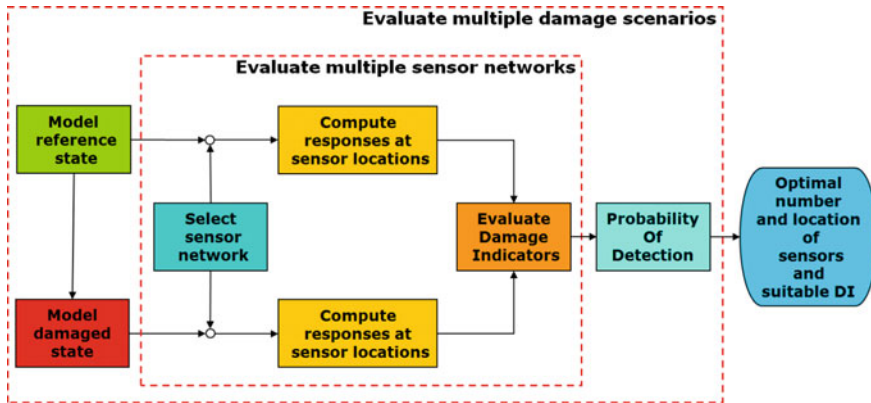 Evaluate multiple damage scenarios
Evaluate multiple sensor networks
Model
reference
state
Compute
responses at
sensor locations
Select
sensor
network
Evaluate
Damage
Indicators
Probability
Of
Detection
Optimal
number
and location
of
sensors
and
suitable DI
Model
damaged
state
Compute
responses at
sensor locations